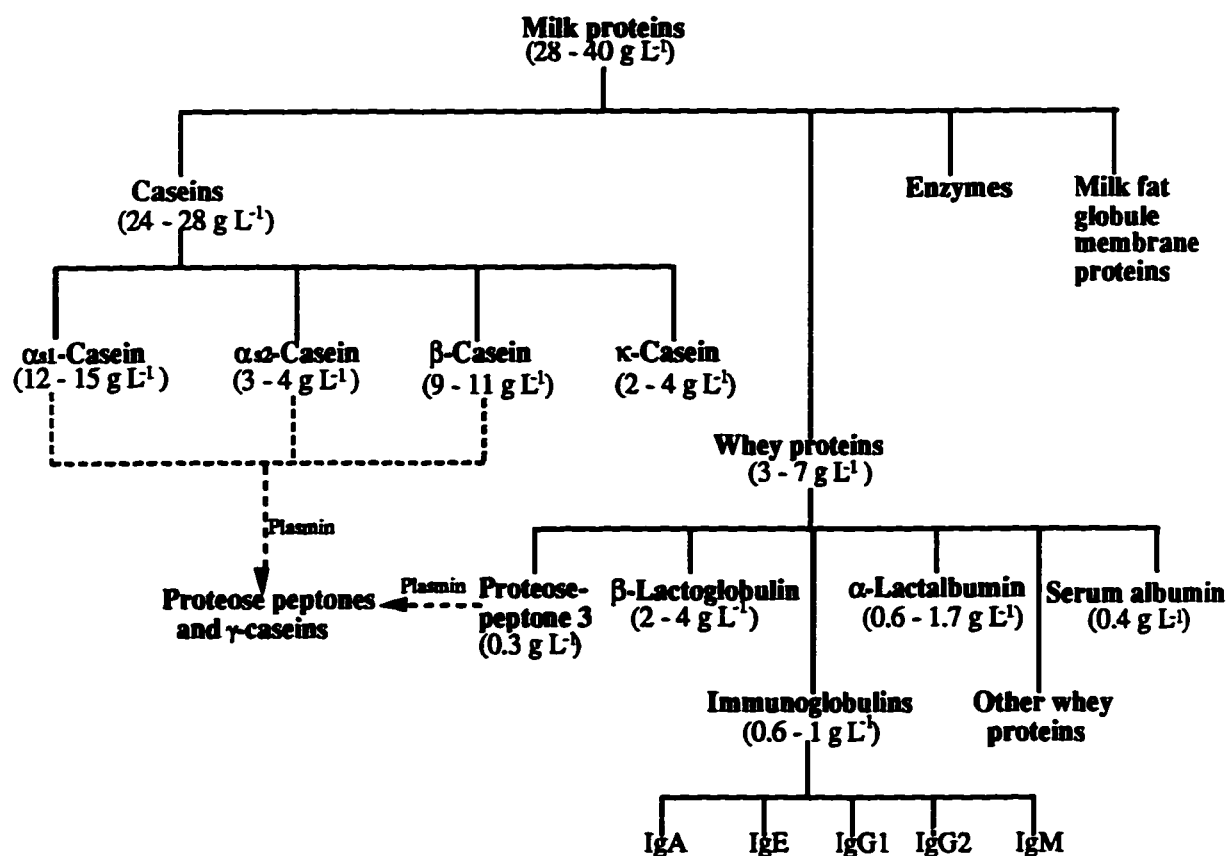 Milk proteins
(28 - 40 g L⁻¹)
Caseins
(24 - 28 g L⁻¹)
Enzymes
Milk fat
globule
membrane
proteins
αs1-Casein
(12 - 15 g L⁻¹)
αs2-Casein
(3 - 4 g L⁻¹)
β-Casein
(9 - 11 g L⁻¹)
κ-Casein
(2 - 4 g L⁻¹)
Whey proteins
(3 - 7 g L⁻¹)
Plasmin
Proteose peptones
and γ-caseins
Plasmin
Proteose-
peptone 3
(0.3 g L⁻¹)
β-Lactoglobulin
(2 - 4 g L⁻¹)
α-Lactalbumin
(0.6 - 1.7 g L⁻¹)
Serum albumin
(0.4 g L⁻¹)
Immunoglobulins
(0.6 - 1 g L⁻¹)
Other whey
proteins
IgA IgE IgG1 IgG2 IgM